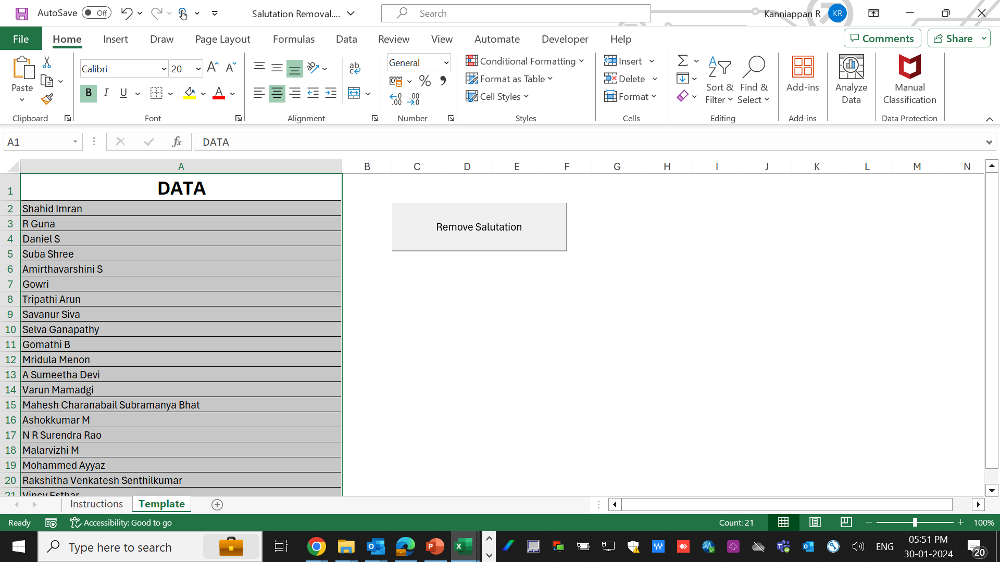 AutoSave Off Salutation Removal.... Search Kanniappan R KR
File Home Insert Draw Page Layout Formulas Data Review View Automate Developer Help Comments Share
Calibri 20 General Conditional Formatting Insert
Paste Format as Table Delete Sort & Find & Add-ins Analyze Manual
B I U Cell Styles Format Filter Select Data Classification
Clipboard Font Alignment Number Styles Cells Editing Add-ins Data Protection
A1 fx DATA
A B C D E F G H I J K L M N
1 DATA
2 Shahid Imran
3 R Guna
Remove Salutation
4 Daniel S
5 Suba Shree
6 Amirthavarshini S
7 Gowri
8 Tripathi Arun
9 Savanur Siva
10 Selva Ganapathy
11 Gomathi B
12 Mridula Menon
13 A Sumeetha Devi
14 Varun Mamadgi
15 Mahesh Charanabail Subramanya Bhat
16 Ashokkumar M
17 N R Surendra Rao
18 Malarvizhi M
19 Mohammed Ayyaz
20 Rakshitha Venkatesh Senthilkumar
21 Vincy Esthar
Instructions Template
Ready Accessibility: Good to go Count: 21 100%
Type here to search ENG 05:51 PM
30-01-2024 20